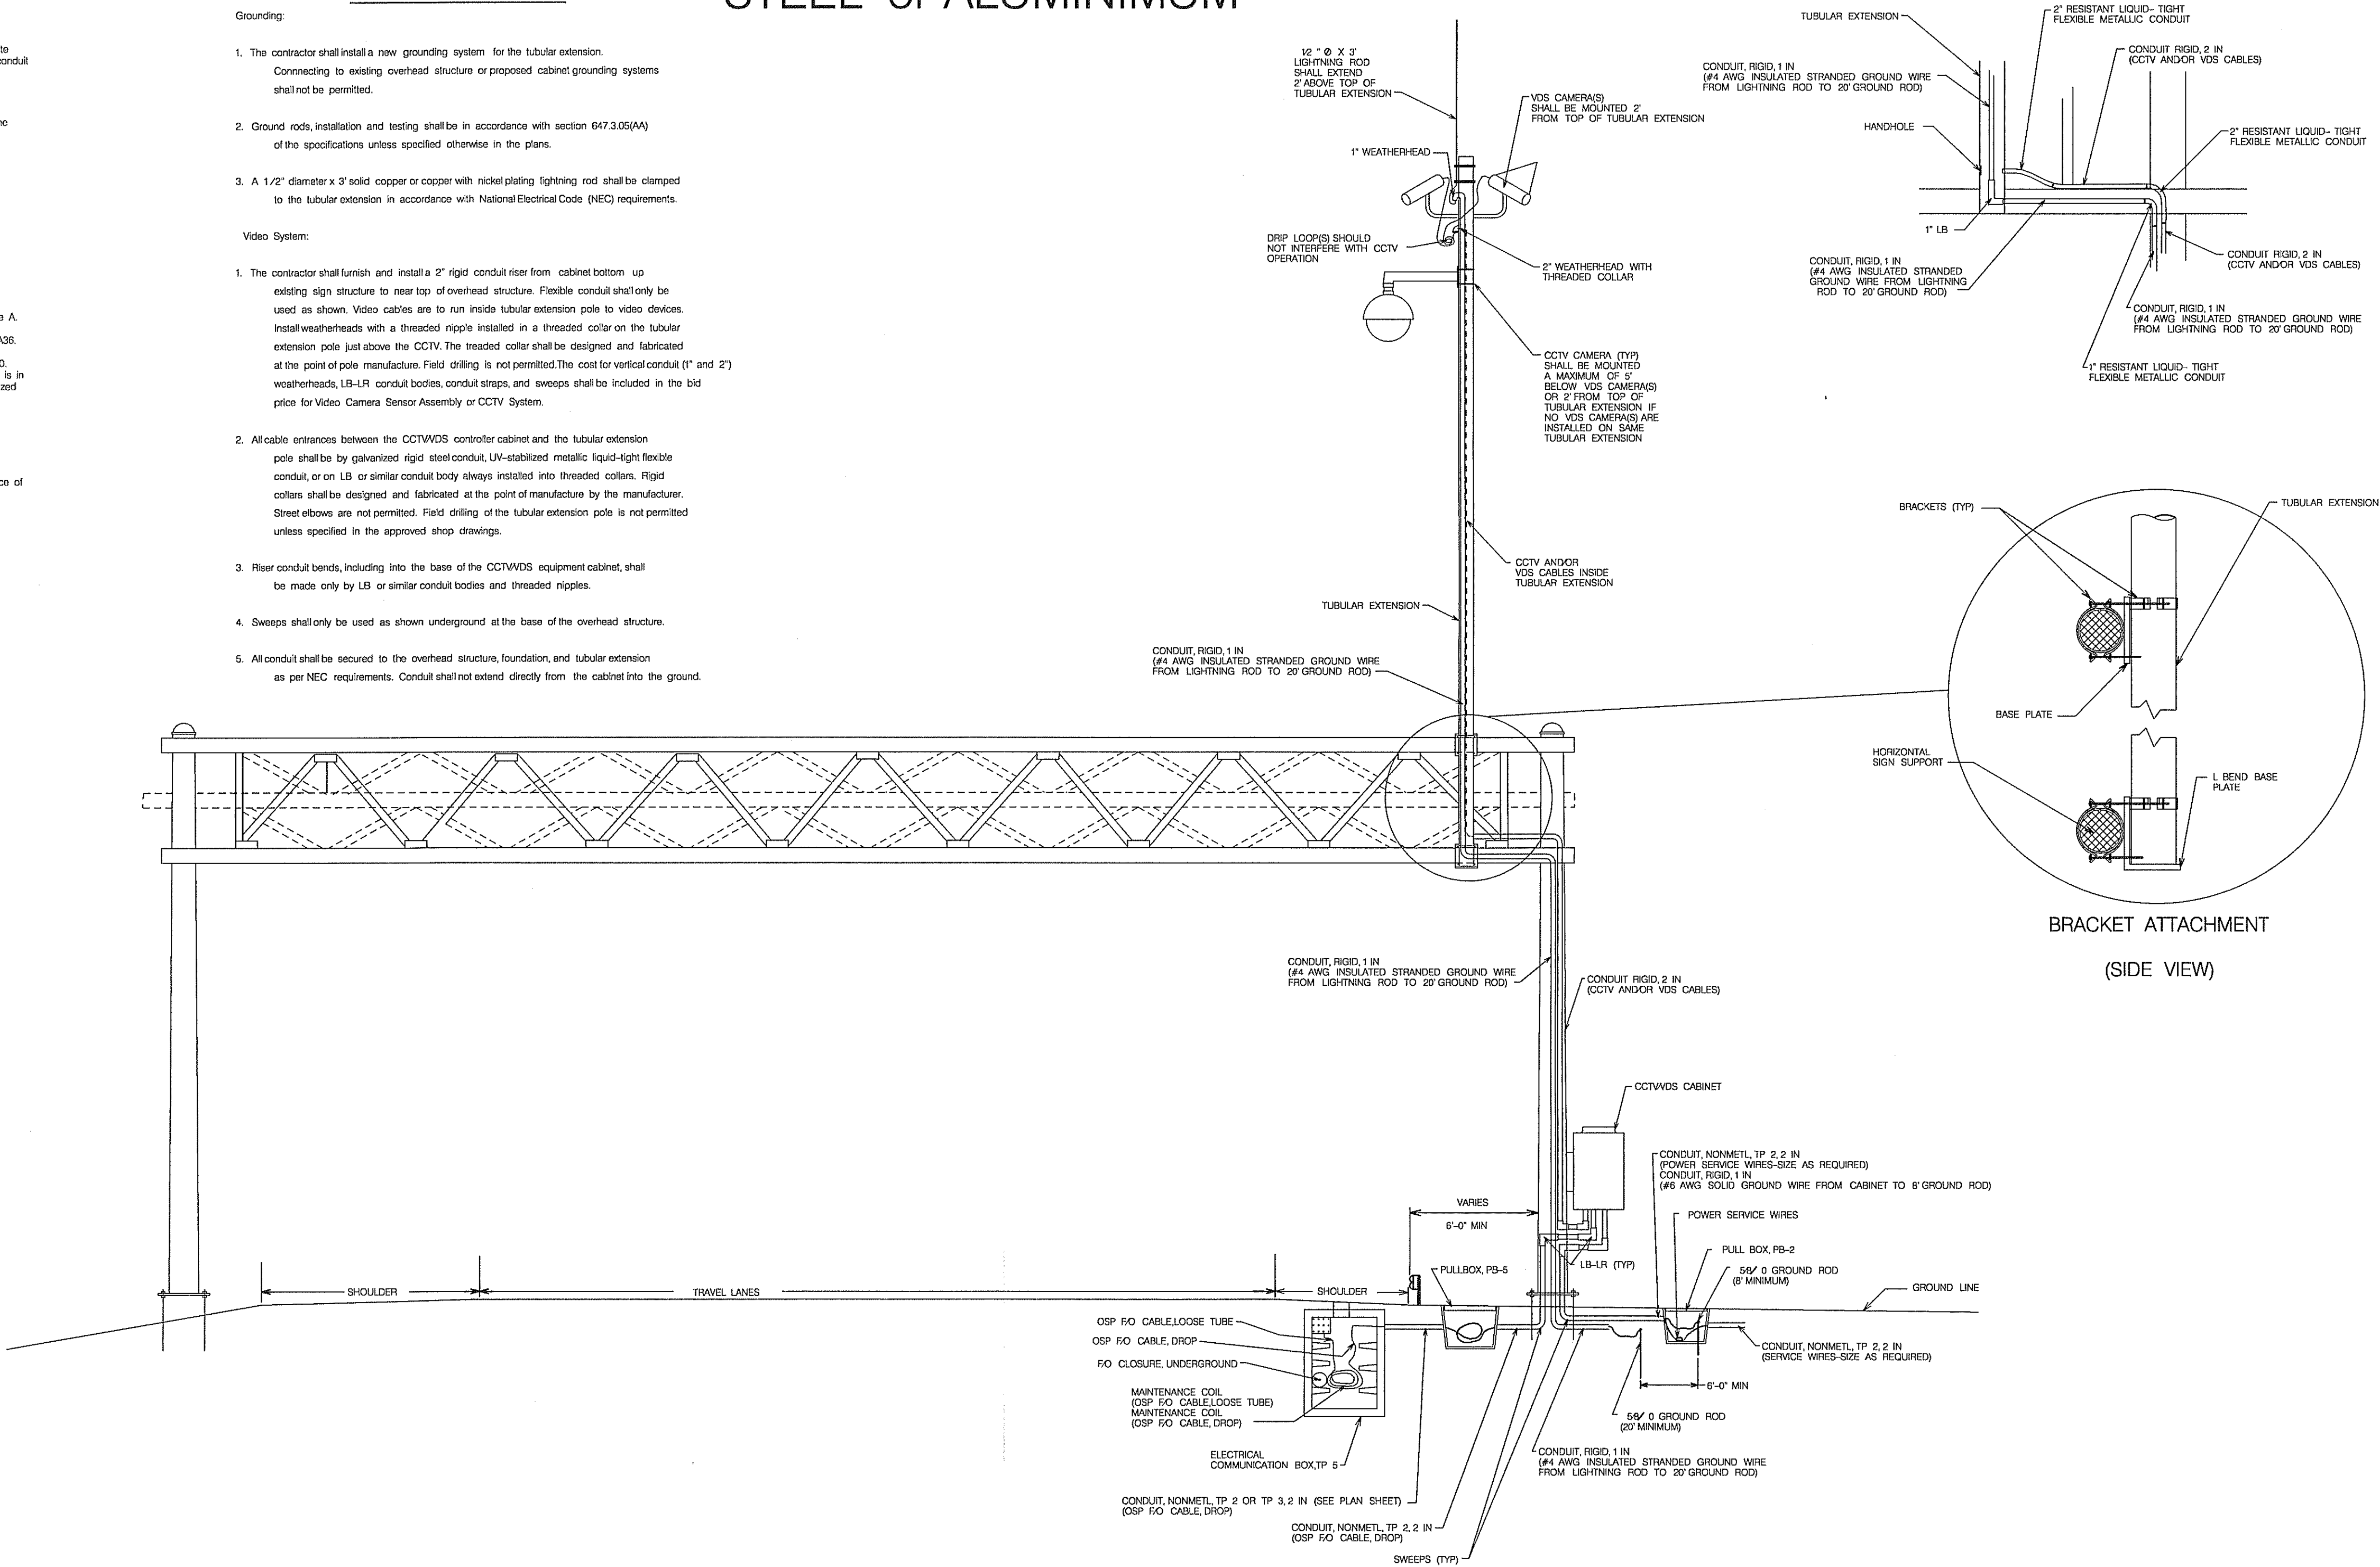 STEEL or ALUMINIMUM
te
conduit
ne
e A.
A36.
0.
is in
zed
ce of
Grounding:
1. The contractor shall install a new grounding system for the tubular extension.
Connnecting to existing overhead structure or proposed cabinet grounding systems
shall not be permitted.
2. Ground rods, installation and testing shall be in accordance with section 647.3.05(AA)
of the specifications unless specified otherwise in the plans.
3. A 1/2" diameter x 3' solid copper or copper with nickel plating lightning rod shall be clamped
to the tubular extension in accordance with National Electrical Code (NEC) requirements.
Video System:
1. The contractor shall furnish and install a 2" rigid conduit riser from cabinet bottom up
existing sign structure to near top of overhead structure. Flexible conduit shall only be
used as shown. Video cables are to run inside tubular extension pole to video devices.
Install weatherheads with a threaded nipple installed in a threaded collar on the tubular
extension pole just above the CCTV. The treaded collar shall be designed and fabricated
at the point of pole manufacture. Field drilling is not permitted. The cost for vertical conduit (1" and 2")
weatherheads, LB-LR conduit bodies, conduit straps, and sweeps shall be included in the bid
price for Video Camera Sensor Assembly or CCTV System.
2. All cable entrances between the CCTV/VDS controller cabinet and the tubular extension
pole shall be by galvanized rigid steel conduit, UV-stabilized metallic liquid-tight flexible
conduit, or on LB or similar conduit body always installed into threaded collars. Rigid
collars shall be designed and fabricated at the point of manufacture by the manufacturer.
Street elbows are not permitted. Field drilling of the tubular extension pole is not permitted
unless specified in the approved shop drawings.
3. Riser conduit bends, including into the base of the CCTV/VDS equipment cabinet, shall
be made only by LB or similar conduit bodies and threaded nipples.
4. Sweeps shall only be used as shown underground at the base of the overhead structure.
5. All conduit shall be secured to the overhead structure, foundation, and tubular extension
as per NEC requirements. Conduit shall not extend directly from the cabinet into the ground.
1/2 " Ø X 3'
LIGHTNING ROD
SHALL EXTEND
2' ABOVE TOP OF
TUBULAR EXTENSION
VDS CAMERA(S)
SHALL BE MOUNTED 2'
FROM TOP OF TUBULAR EXTENSION
1" WEATHERHEAD
DRIP LOOP(S) SHOULD
NOT INTERFERE WITH CCTV
OPERATION
2" WEATHERHEAD WITH
THREADED COLLAR
CCTV CAMERA (TYP)
SHALL BE MOUNTED
A MAXIMUM OF 5'
BELOW VDS CAMERA(S)
OR 2' FROM TOP OF
TUBULAR EXTENSION IF
NO VDS CAMERA(S) ARE
INSTALLED ON SAME
TUBULAR EXTENSION
CCTV AND/OR
VDS CABLES INSIDE
TUBULAR EXTENSION
TUBULAR EXTENSION
CONDUIT, RIGID, 1 IN
(#4 AWG INSULATED STRANDED GROUND WIRE
FROM LIGHTNING ROD TO 20' GROUND ROD)
TUBULAR EXTENSION
2" RESISTANT LIQUID- TIGHT
FLEXIBLE METALLIC CONDUIT
CONDUIT RIGID, 2 IN
(CCTV AND/OR VDS CABLES)
CONDUIT, RIGID, 1 IN
(#4 AWG INSULATED STRANDED GROUND WIRE
FROM LIGHTNING ROD TO 20' GROUND ROD)
HANDHOLE
2" RESISTANT LIQUID- TIGHT
FLEXIBLE METALLIC CONDUIT
1" LB
CONDUIT RIGID, 2 IN
(CCTV AND/OR VDS CABLES)
CONDUIT, RIGID, 1 IN
(#4 AWG INSULATED STRANDED
GROUND WIRE FROM LIGHTNING
ROD TO 20' GROUND ROD)
CONDUIT, RIGID, 1 IN
(#4 AWG INSULATED STRANDED GROUND WIRE
FROM LIGHTNING ROD TO 20' GROUND ROD)
1" RESISTANT LIQUID- TIGHT
FLEXIBLE METALLIC CONDUIT
BRACKETS (TYP)
TUBULAR EXTENSION
BASE PLATE
HORIZONTAL
SIGN SUPPORT
L BEND BASE
PLATE
BRACKET ATTACHMENT
(SIDE VIEW)
CONDUIT, RIGID, 1 IN
(#4 AWG INSULATED STRANDED GROUND WIRE
FROM LIGHTNING ROD TO 20' GROUND ROD)
CONDUIT RIGID, 2 IN
(CCTV AND/OR VDS CABLES)
CCTV/VDS CABINET
CONDUIT, NONMETL, TP 2, 2 IN
(POWER SERVICE WIRES-SIZE AS REQUIRED)
CONDUIT, RIGID, 1 IN
(#6 AWG SOLID GROUND WIRE FROM CABINET TO 8' GROUND ROD)
VARIES
6'-0" MIN
POWER SERVICE WIRES
PULL BOX, PB-2
5/8/ 0 GROUND ROD
(8' MINIMUM)
LB-LR (TYP)
PULLBOX, PB-5
GROUND LINE
SHOULDER
TRAVEL LANES
SHOULDER
OSP F/O CABLE, LOOSE TUBE
OSP F/O CABLE, DROP
F/O CLOSURE, UNDERGROUND
MAINTENANCE COIL
(OSP F/O CABLE, LOOSE TUBE)
MAINTENANCE COIL
(OSP F/O CABLE, DROP)
ELECTRICAL
COMMUNICATION BOX, TP 5
CONDUIT, NONMETL, TP 2, 2 IN
(SERVICE WIRES-SIZE AS REQUIRED)
6'-0" MIN
5/8/ 0 GROUND ROD
(20' MINIMUM)
CONDUIT, RIGID, 1 IN
(#4 AWG INSULATED STRANDED GROUND WIRE
FROM LIGHTNING ROD TO 20' GROUND ROD)
CONDUIT, NONMETL, TP 2 OR TP 3, 2 IN (SEE PLAN SHEET)
(OSP F/O CABLE, DROP)
CONDUIT, NONMETL, TP 2, 2 IN
(OSP F/O CABLE, DROP)
SWEEPS (TYP)